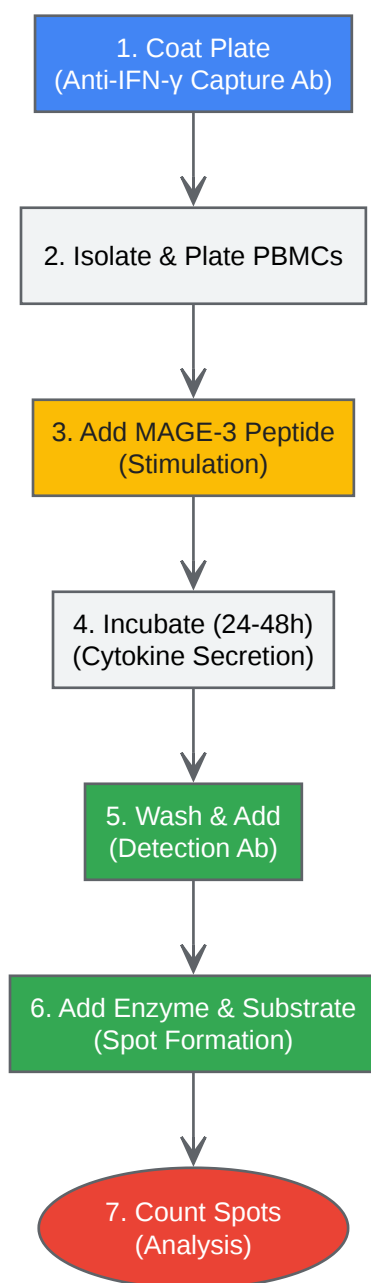 1. Coat Plate
(Anti-IFN-γ Capture Ab)
2. Isolate & Plate PBMCs
3. Add MAGE-3 Peptide
(Stimulation)
4. Incubate (24-48h)
(Cytokine Secretion)
5. Wash & Add
(Detection Ab)
6. Add Enzyme & Substrate
(Spot Formation)
7. Count Spots
(Analysis)